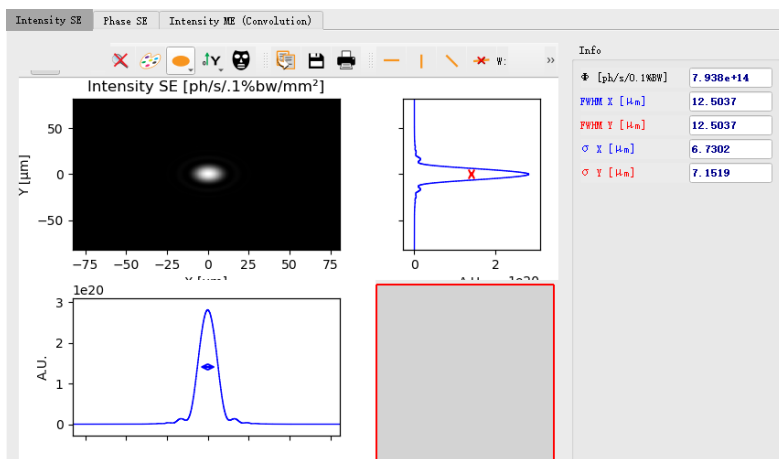 Intensity SE Phase SE Intensity ME (Convolution)
Info
W: »
Intensity SE [ph/s/.1%bw/mm²]
Φ [ph/s/0.1%BW] 7.938e+14
FWHM X [μm] 12.5037
FWHM Y [μm] 12.5037
σ X [μm] 6.7302
σ Y [μm] 7.1519
Y [μm]
50
0
−50
−75 −50 −25 0 25 50 75
0 2
1e20
3
2
1
0
A.U.